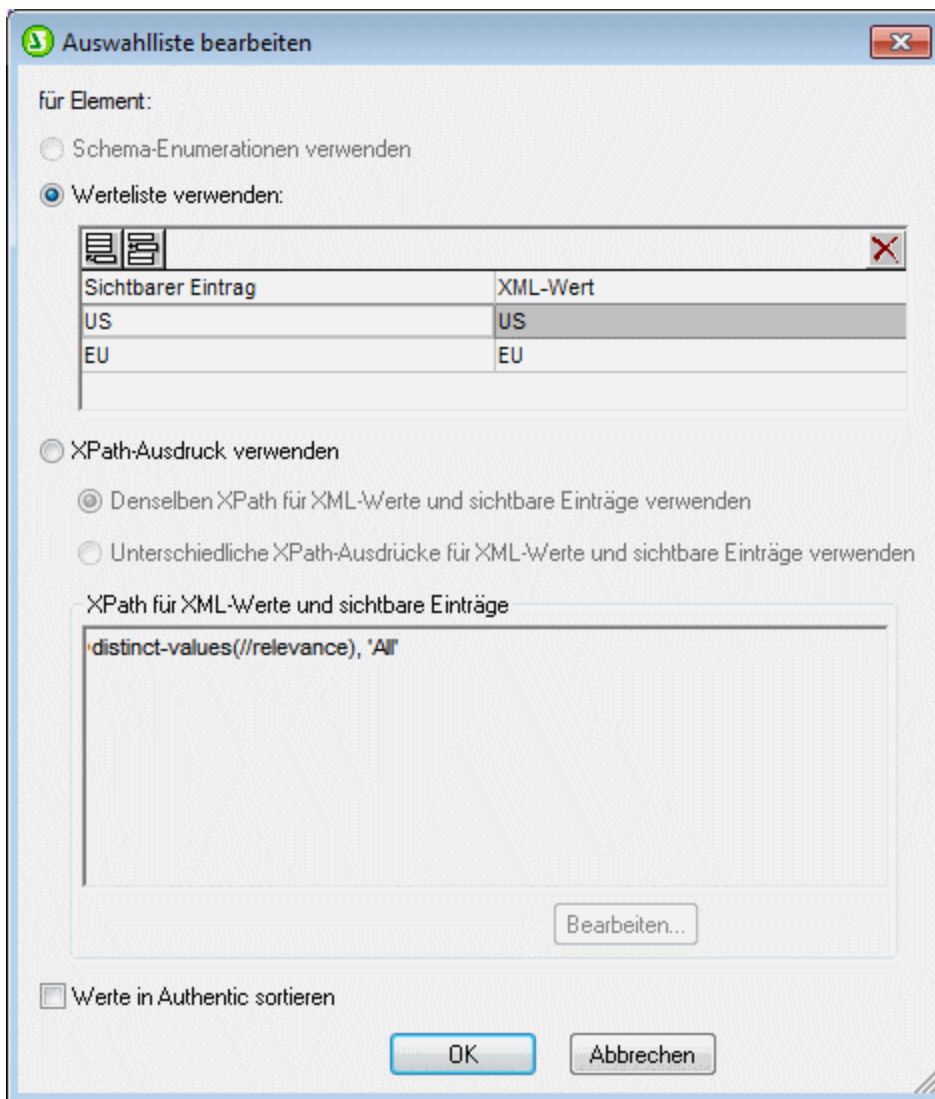 Auswahlliste bearbeiten
für Element:
Schema-Enumerationen verwenden
Werteliste verwenden:
Sichtbarer Eintrag XML-Wert
US US
EU EU
XPath-Ausdruck verwenden
Denselben XPath für XML-Werte und sichtbare Einträge verwenden
Unterschiedliche XPath-Ausdrücke für XML-Werte und sichtbare Einträge verwenden
XPath für XML-Werte und sichtbare Einträge
distinct-values(//relevance), 'All'
Bearbeiten...
Werte in Authentic sortieren
OK Abbrechen